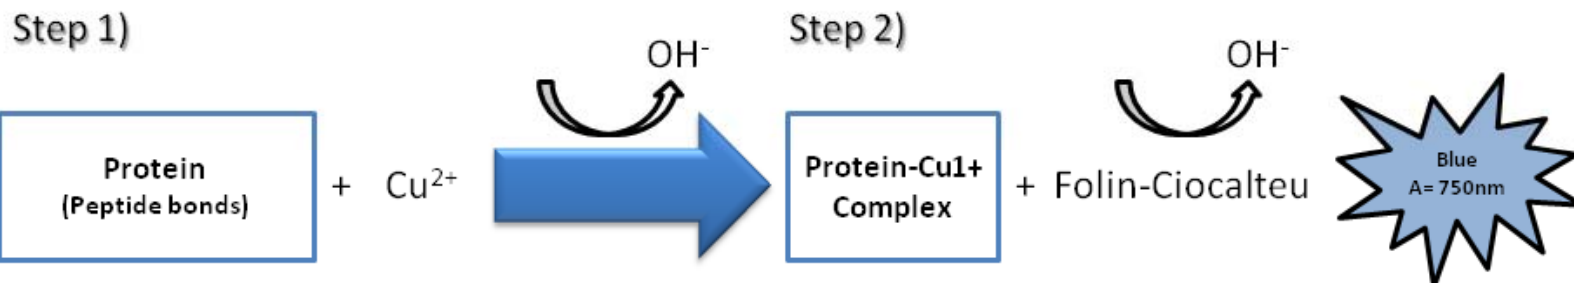 Step 1)
Step 2)
OH⁻
OH⁻
Protein
(Peptide bonds)
+ Cu²⁺
Protein-Cu1+
Complex
+ Folin-Ciocalteu
Blue
A= 750nm